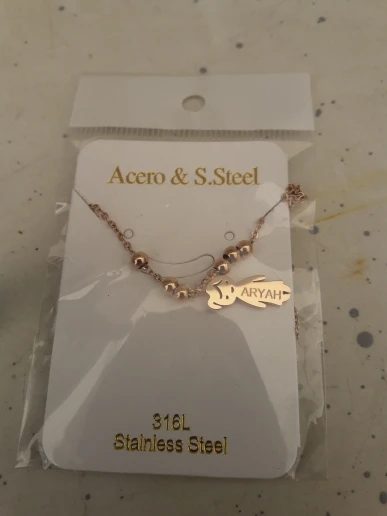 Acero & S.Steel
ARYAH
316L
Stainless Steel